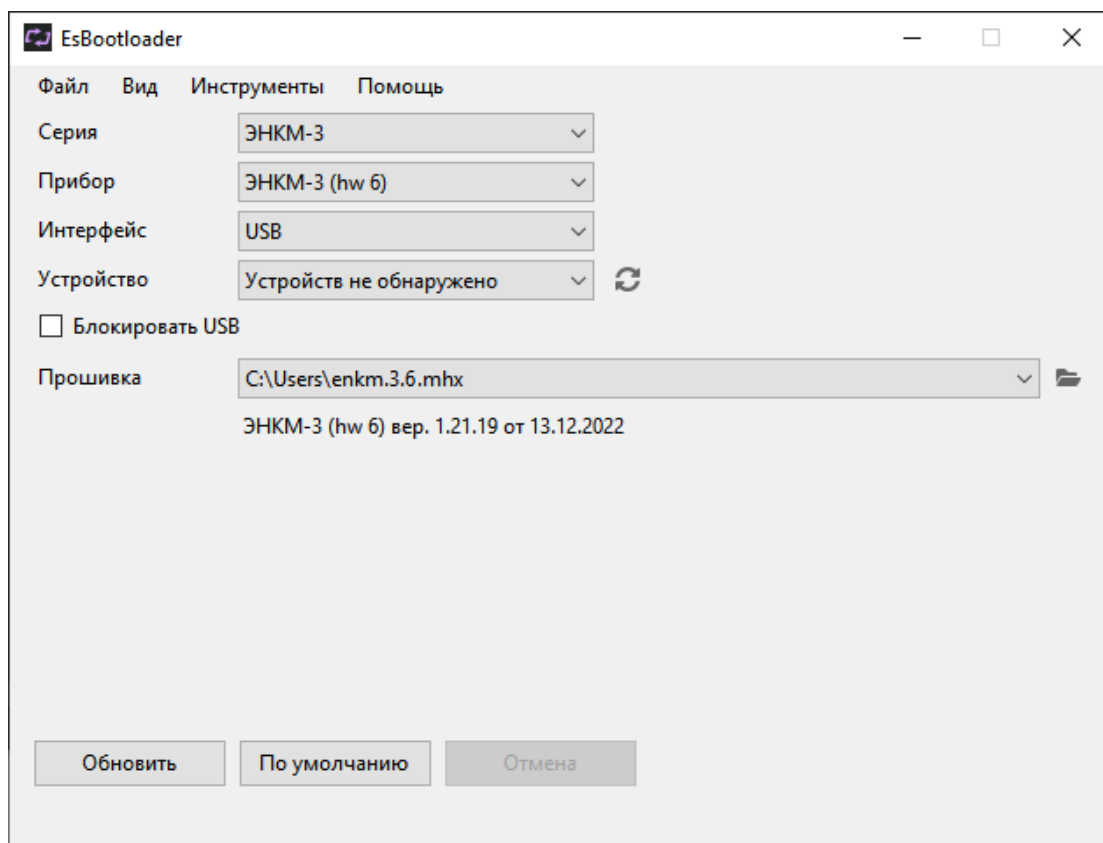 EsBootloader
Файл Вид Инструменты Помощь
Серия ЭНКМ-3
Прибор ЭНКМ-3 (hw 6)
Интерфейс USB
Устройство Устройств не обнаружено
Блокировать USB
Прошивка C:\Users\enkm.3.6.mhx
ЭНКМ-3 (hw 6) вер. 1.21.19 от 13.12.2022
Обновить По умолчанию Отмена